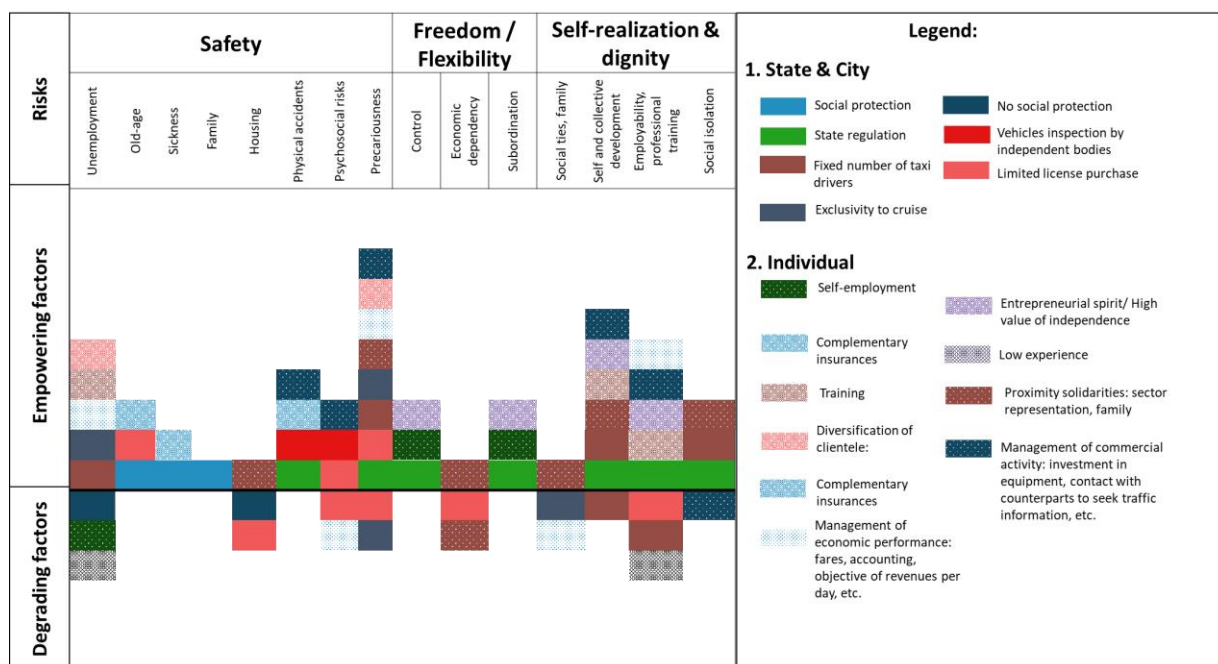 Risks
Safety
Freedom /
Flexibility
Self-realization &
dignity
Unemployment
Old-age
Sickness
Family
Housing
Physical accidents
Psychosocial risks
Precariousness
Control
Economic
dependency
Subordination
Social ties, family
Self and collective
development
Employability,
professional
training
Social isolation
Empowering factors
Degrading factors
Legend:
1. State & City
Social protection
No social protection
State regulation
Vehicles inspection by
independent bodies
Fixed number of taxi
drivers
Limited license purchase
Exclusivity to cruise
2. Individual
Self-employment
Entrepreneurial spirit/ High
value of independence
Complementary
insurances
Low experience
Training
Proximity solidarities: sector
representation, family
Diversification of
clientele:
Management of commercial
activity: investment in
equipment, contact with
counterparts to seek traffic
information, etc.
Complementary
insurances
Management of
economic performance:
fares, accounting,
objective of revenues per
day, etc.